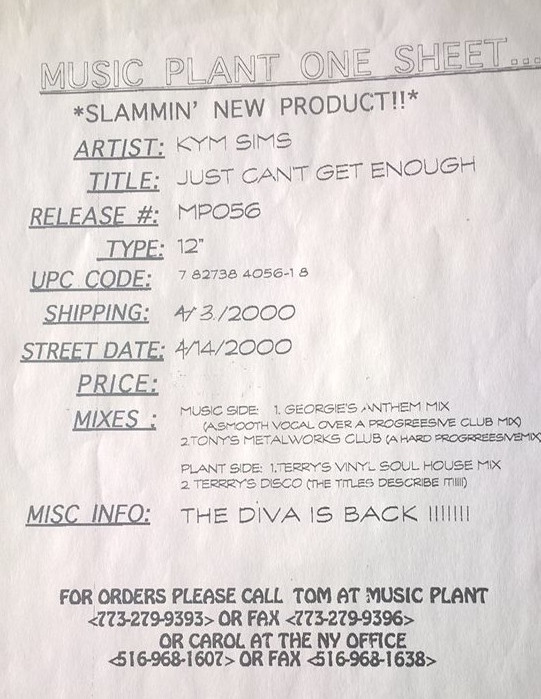 MUSIC PLANT ONE SHEET...
*SLAMMIN' NEW PRODUCT!!*
ARTIST: KYM SIMS
TITLE: JUST CANT GET ENOUGH
RELEASE #: MP056
TYPE: 12"
UPC CODE: 7 82738 4056-1 8
SHIPPING: 4/3/2000
STREET DATE: 4/14/2000
PRICE:
MIXES : MUSIC SIDE: 1. GEORGIE'S ANTHEM MIX
(A SMOOTH VOCAL OVER A PROGREESIVE CLUB MIX)
2.TONY'S METALWORKS CLUB (A HARD PROGRREESIVEMIX
PLANT SIDE: 1.TERRY'S VINYL SOUL HOUSE MIX
2 TERRRY'S DISCO (THE TITLES DESCRIBE IT!!!!)
MISC INFO: THE DIVA IS BACK !!!!!!!
FOR ORDERS PLEASE CALL TOM AT MUSIC PLANT
<773-279-9393> OR FAX <773-279-9396>
OR CAROL AT THE NY OFFICE
<516-968-1607> OR FAX <516-968-1638>